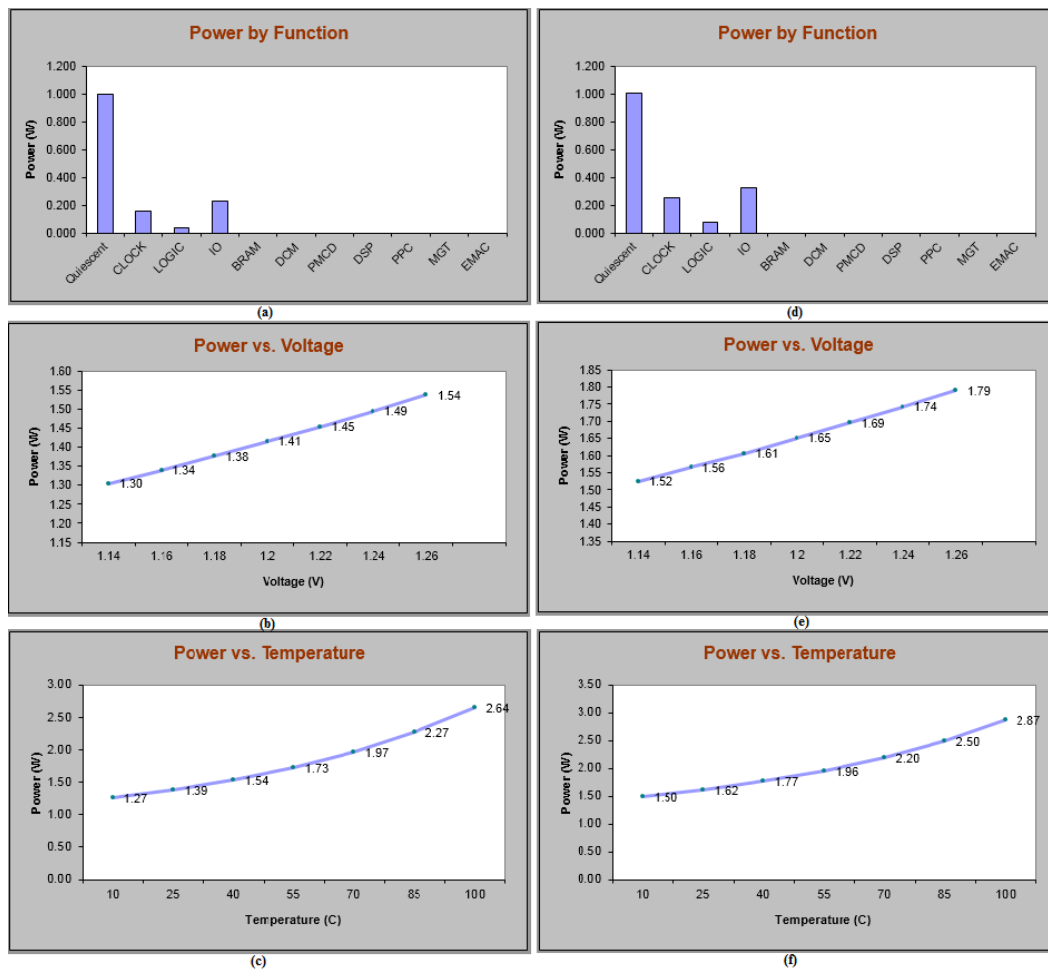 Power by Function
Power (W)
1.200
1.000
0.800
0.600
0.400
0.200
0.000
Quiescent
CLOCK
LOGIC
IO
BRAM
DCM
PMCD
DSP
PPC
MGT
EMAC
(a)
Power by Function
Power (W)
1.200
1.000
0.800
0.600
0.400
0.200
0.000
Quiescent
CLOCK
LOGIC
IO
BRAM
DCM
PMCD
DSP
PPC
MGT
EMAC
(d)
Power vs. Voltage
Power (W)
1.60
1.55
1.50
1.45
1.40
1.35
1.30
1.25
1.20
1.15
1.30
1.34
1.38
1.41
1.45
1.49
1.54
1.14 1.16 1.18 1.2 1.22 1.24 1.26
Voltage (V)
(b)
Power vs. Voltage
Power (W)
1.85
1.80
1.75
1.70
1.65
1.60
1.55
1.50
1.45
1.40
1.35
1.52
1.56
1.61
1.65
1.69
1.74
1.79
1.14 1.16 1.18 1.2 1.22 1.24 1.26
Voltage (V)
(e)
Power vs. Temperature
Power (W)
3.00
2.50
2.00
1.50
1.00
0.50
0.00
1.27
1.39
1.54
1.73
1.97
2.27
2.64
10 25 40 55 70 85 100
Temperature (C)
(c)
Power vs. Temperature
Power (W)
3.50
3.00
2.50
2.00
1.50
1.00
0.50
0.00
1.50
1.62
1.77
1.96
2.20
2.50
2.87
10 25 40 55 70 85 100
Temperature (C)
(f)